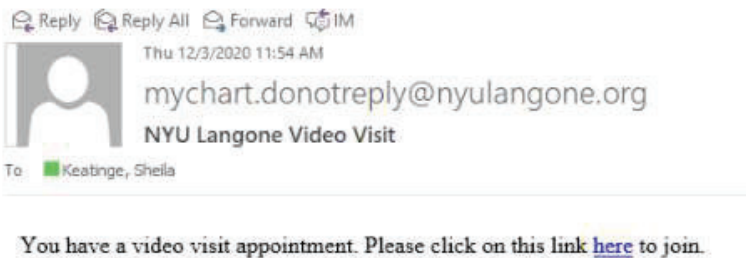 Reply Reply All Forward IM
Thu 12/3/2020 11:54 AM
mychart.donotreply@nyulangone.org
NYU Langone Video Visit
To Keatinge, Sheila
You have a video visit appointment. Please click on this link here to join.